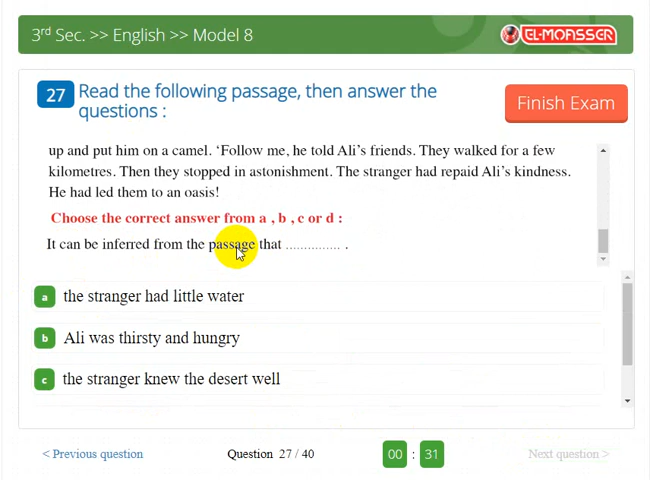 3rd Sec. >> English >> Model 8
EL-MOASSER
27 Read the following passage, then answer the
questions :
Finish Exam
up and put him on a camel. ‘Follow me, he told Ali’s friends. They walked for a few
kilometres. Then they stopped in astonishment. The stranger had repaid Ali’s kindness.
He had led them to an oasis!
Choose the correct answer from a , b , c or d :
It can be inferred from the passage that ............... .
a the stranger had little water
b Ali was thirsty and hungry
c the stranger knew the desert well
< Previous question
Question 27 / 40
00 : 31
Next question >